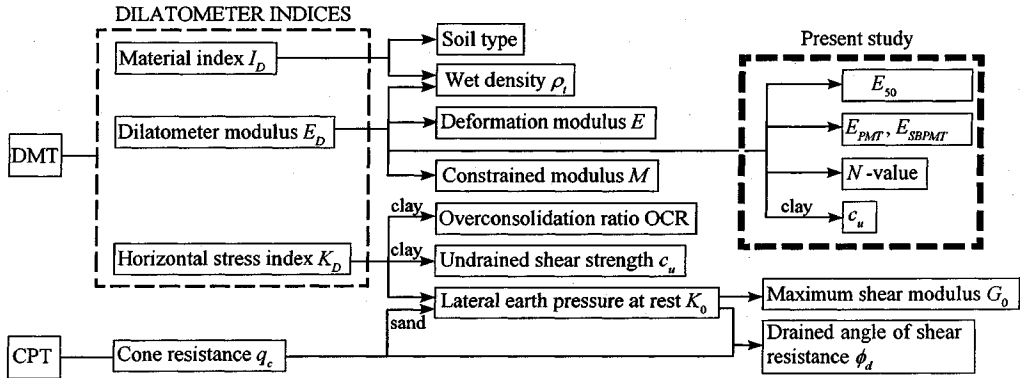 DILATOMETER INDICES
Material index I_D
Soil type
Wet density ρ_t
Present study
E_50
DMT
Dilatometer modulus E_D
Deformation modulus E
E_PMT, E_SBPMT
Constrained modulus M
N-value
clay
Overconsolidation ratio OCR
clay
c_u
Horizontal stress index K_D
clay
Undrained shear strength c_u
Lateral earth pressure at rest K_0
Maximum shear modulus G_0
sand
CPT
Cone resistance q_c
Drained angle of shear
resistance ϕ_d